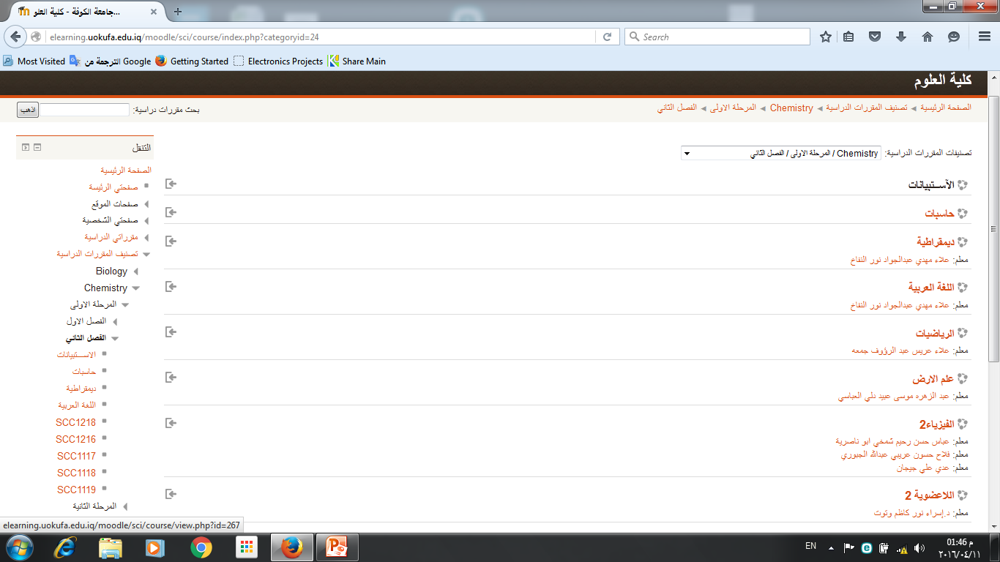 جامعة الكوفة - كلية العلو...
elearning.uokufa.edu.iq/moodle/sci/course/index.php?categoryid=24
Search
Most Visited
الترجمة من Google
Getting Started
Electronics Projects
Share Main
كلية العلوم
الصفحة الرئيسية ◄ تصنيف المقررات الدراسية ◄ Chemistry ◄ المرحلة الاولى ◄ الفصل الثاني
بحث مقررات دراسية:
اذهب
تصنيفات المقررات الدراسية:
Chemistry / المرحلة الاولى / الفصل الثاني
الآســتبيانات
حاسبات
ديمقراطية
معلم: علاء مهدي عبدالجواد نور النفاخ
اللغة العربية
معلم: علاء مهدي عبدالجواد نور النفاخ
الرياضيات
معلم: علاء عريس عبد الرؤوف جمعه
علم الارض
معلم: عبد الزهره موسى عبيد دلي العباسي
الفيزياء2
معلم: عباس حسن رحيم شمخي ابو ناصرية
معلم: فلاح حسون عريبي عبدالله الجبوري
معلم: عدي علي جيجان
اللاعضوية 2
معلم: د.إسراء نور كاظم وتوت
التنقل
الصفحة الرئيسية
صفحتي الرئيسة
صفحات الموقع
صفحتي الشخصية
مقرراتي الدراسية
تصنيف المقررات الدراسية
Biology
Chemistry
المرحلة الاولى
الفصل الاول
الفصل الثاني
الاســتبيانات
حاسبات
ديمقراطية
اللغة العربية
SCC1218
SCC1216
SCC1117
SCC1118
SCC1119
المرحلة الثانية
elearning.uokufa.edu.iq/moodle/sci/course/view.php?id=267
EN
01:46 م
٢٠١٦/٠٤/١١